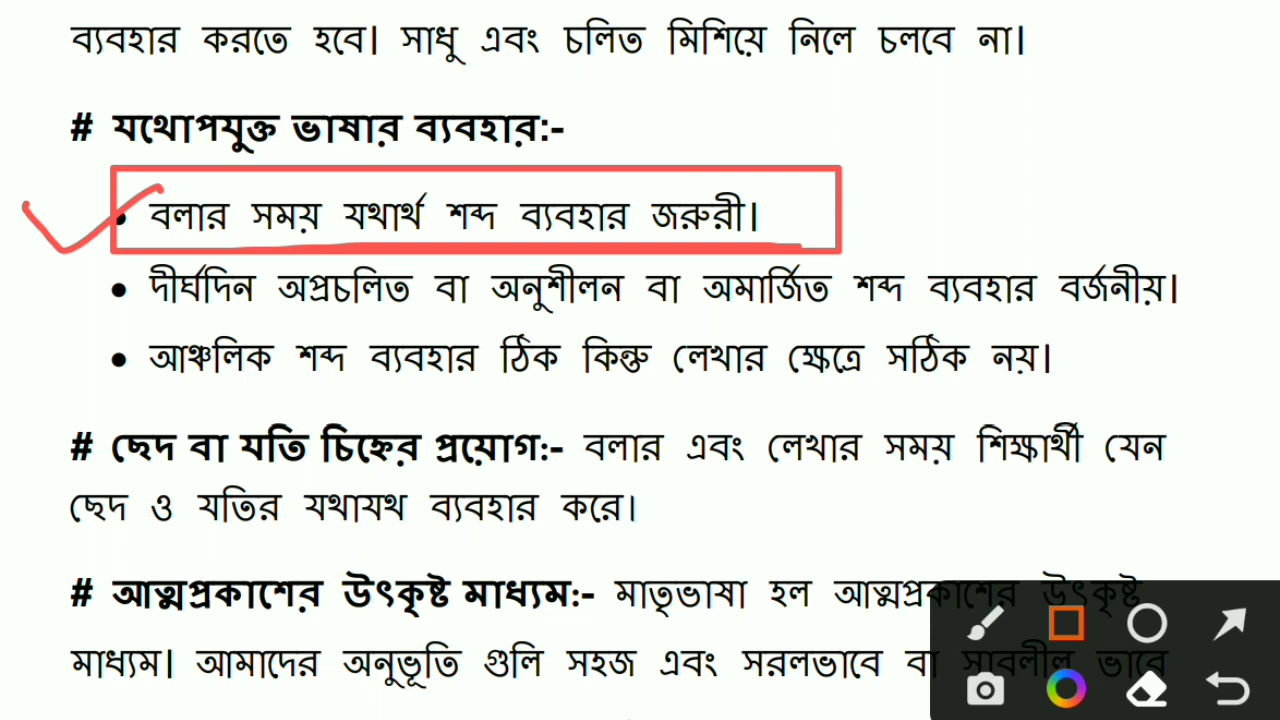 ব্যবহার করতে হবে। সাধু এবং চলিত মিশিয়ে নিলে চলবে না।
# যথোপযুক্ত ভাষার ব্যবহার:-
• বলার সময় যথার্থ শব্দ ব্যবহার জরুরী।
• দীর্ঘদিন অপ্রচলিত বা অনুশীলন বা অমার্জিত শব্দ ব্যবহার বর্জনীয়।
• আঞ্চলিক শব্দ ব্যবহার ঠিক কিন্তু লেখার ক্ষেত্রে সঠিক নয়।
# ছেদ বা যতি চিহ্নের প্রয়োগ:- বলার এবং লেখার সময় শিক্ষার্থী যেন
ছেদ ও যতির যথাযথ ব্যবহার করে।
# আত্মপ্রকাশের উৎকৃষ্ট মাধ্যম:- মাতৃভাষা হল আত্মপ্রকাশের উৎকৃষ্ট
মাধ্যম। আমাদের অনুভূতি গুলি সহজ এবং সরলভাবে বা সাবলীল ভাবে